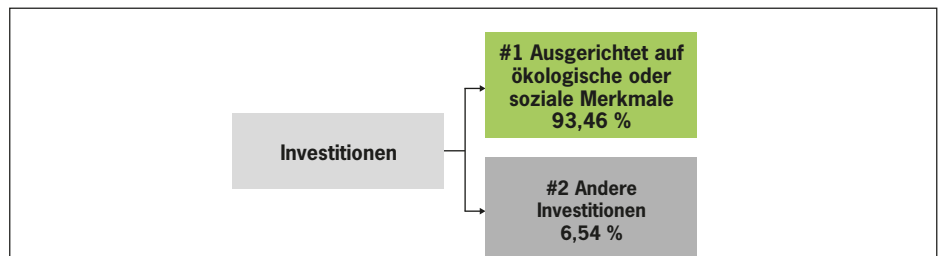 Investitionen
#1 Ausgerichtet auf
ökologische oder
soziale Merkmale
93,46 %
#2 Andere
Investitionen
6,54 %